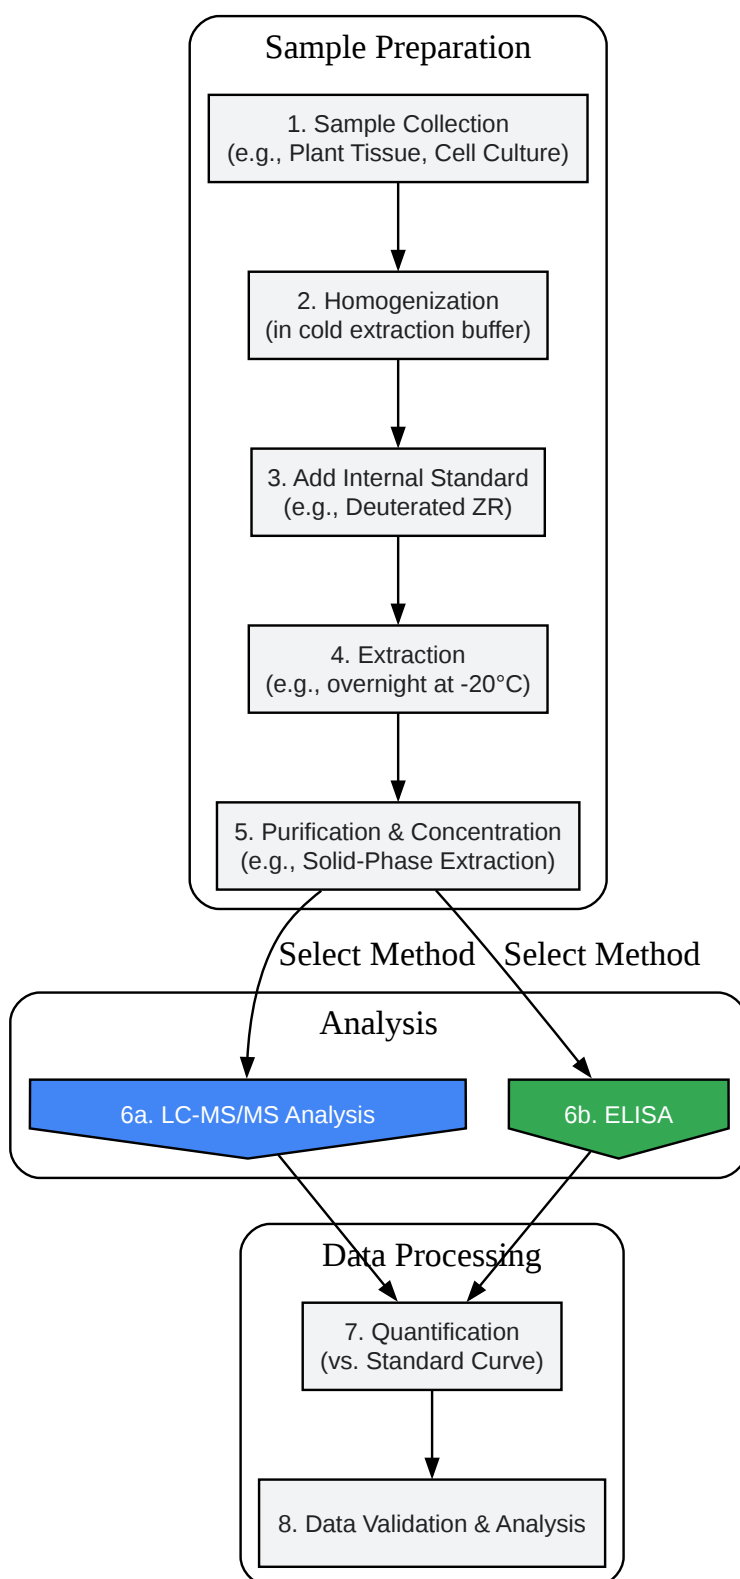 Sample Preparation
1. Sample Collection
(e.g., Plant Tissue, Cell Culture)
2. Homogenization
(in cold extraction buffer)
3. Add Internal Standard
(e.g., Deuterated ZR)
4. Extraction
(e.g., overnight at -20°C)
5. Purification & Concentration
(e.g., Solid-Phase Extraction)
Select Method
Select Method
Analysis
6a. LC-MS/MS Analysis
6b. ELISA
Data Processing
7. Quantification
(vs. Standard Curve)
8. Data Validation & Analysis